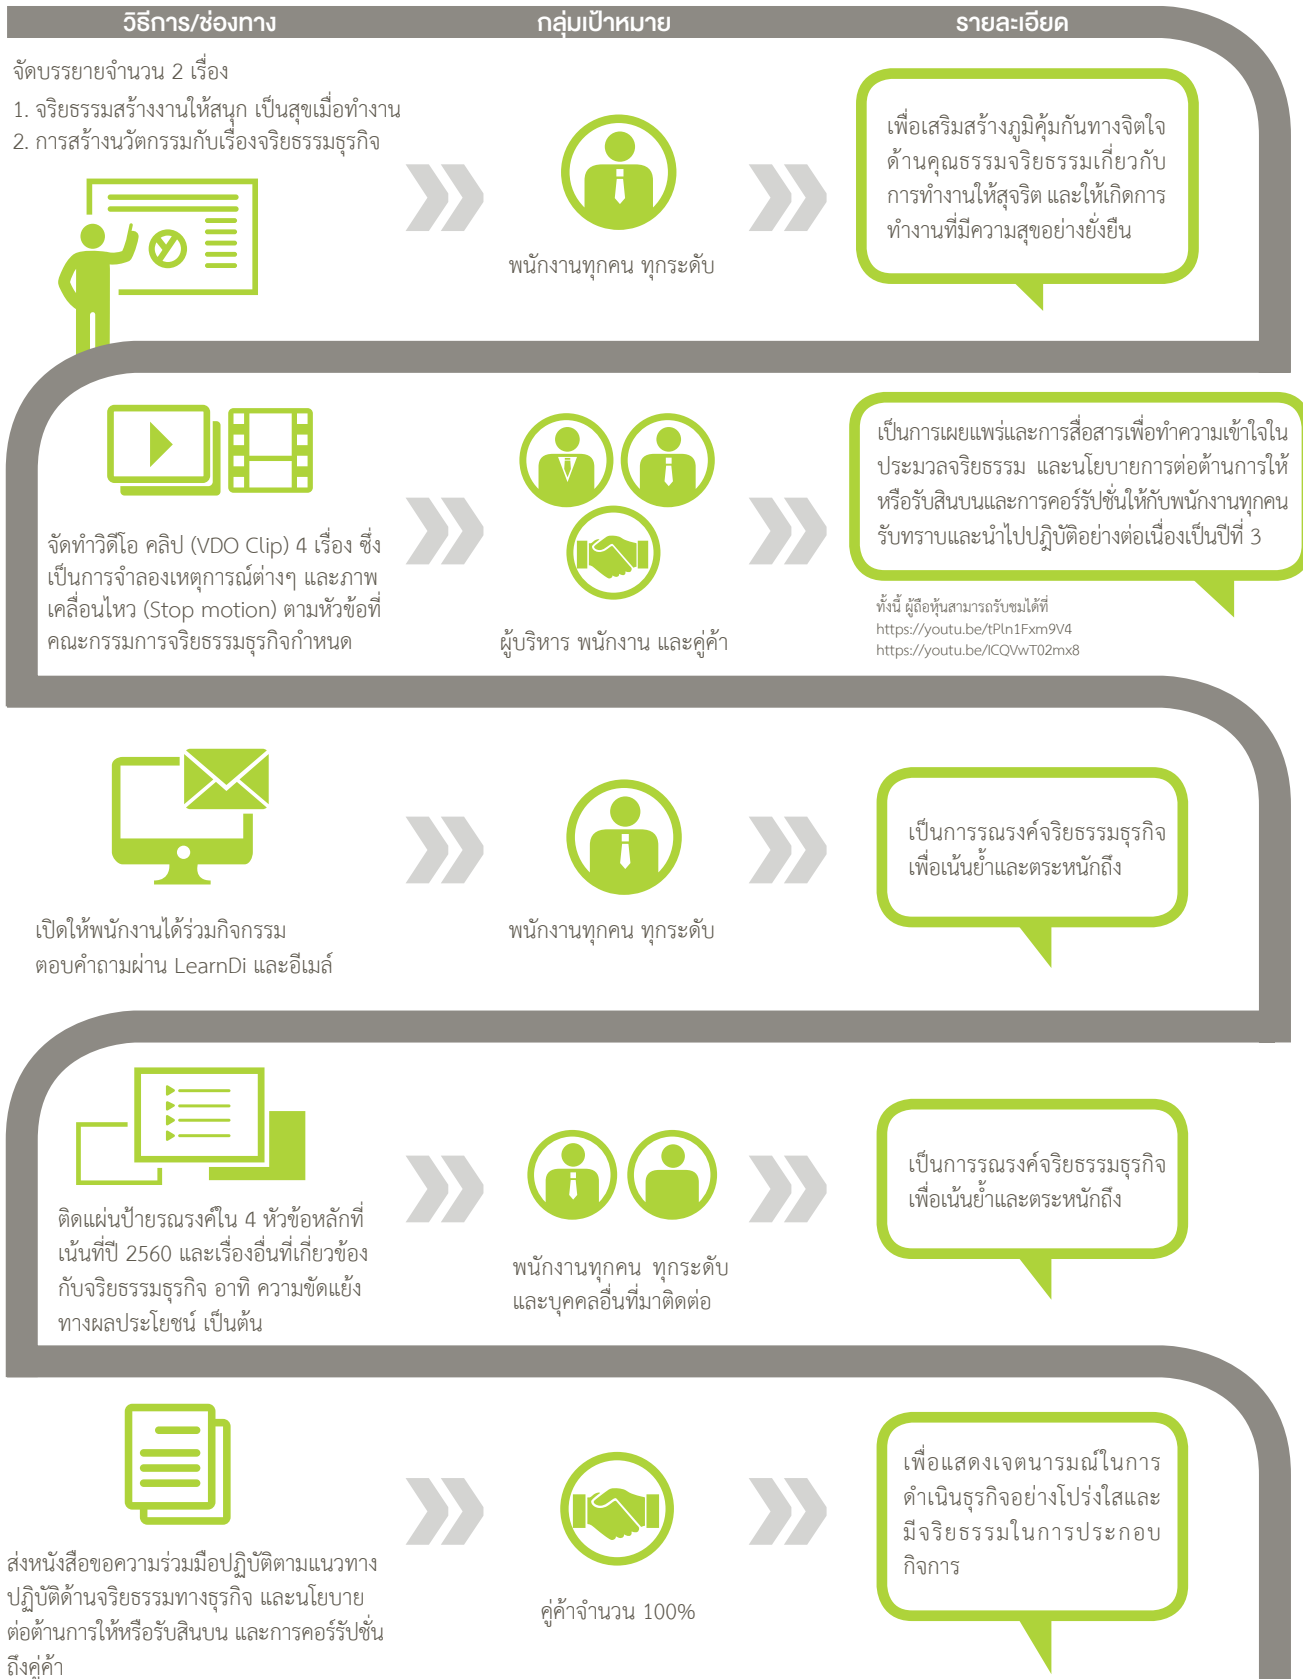 วิธีการ/ช่องทาง
กลุ่มเป้าหมาย
รายละเอียด
จัดบรรยายจำนวน 2 เรื่อง
1. จริยธรรมสร้างงานให้สนุก เป็นสุขเมื่อทำงาน
2. การสร้างนวัตกรรมกับเรื่องจริยธรรมธุรกิจ
พนักงานทุกคน ทุกระดับ
เพื่อเสริมสร้างภูมิคุ้มกันทางจิตใจ
ด้านคุณธรรมจริยธรรมเกี่ยวกับ
การทำงานให้สุจริต และให้เกิดการ
ทำงานที่มีความสุขอย่างยั่งยืน
จัดทำวิดีโอ คลิป (VDO Clip) 4 เรื่อง ซึ่ง
เป็นการจำลองเหตุการณ์ต่างๆ และภาพ
เคลื่อนไหว (Stop motion) ตามหัวข้อที่
คณะกรรมการจริยธรรมธุรกิจกำหนด
ผู้บริหาร พนักงาน และคู่ค้า
เป็นการเผยแพร่และการสื่อสารเพื่อทำความเข้าใจใน
ประมวลจริยธรรม และนโยบายการต่อต้านการให้
หรือรับสินบนและการคอร์รัปชั่นให้กับพนักงานทุกคน
รับทราบและนำไปปฏิบัติอย่างต่อเนื่องเป็นปีที่ 3
ทั้งนี้ ผู้ถือหุ้นสามารถรับชมได้ที่
https://youtu.be/tPln1Fxm9V4
https://youtu.be/lCQVwT02mx8
เปิดให้พนักงานได้ร่วมกิจกรรม
ตอบคำถามผ่าน LearnDi และอีเมล์
พนักงานทุกคน ทุกระดับ
เป็นการรณรงค์จริยธรรมธุรกิจ
เพื่อเน้นย้ำและตระหนักถึง
ติดแผ่นป้ายรณรงค์ใน 4 หัวข้อหลักที่
เน้นที่ปี 2560 และเรื่องอื่นที่เกี่ยวข้อง
กับจริยธรรมธุรกิจ อาทิ ความขัดแย้ง
ทางผลประโยชน์ เป็นต้น
พนักงานทุกคน ทุกระดับ
และบุคคลอื่นที่มาติดต่อ
เป็นการรณรงค์จริยธรรมธุรกิจ
เพื่อเน้นย้ำและตระหนักถึง
ส่งหนังสือขอความร่วมมือปฏิบัติตามแนวทาง
ปฏิบัติด้านจริยธรรมทางธุรกิจ และนโยบาย
ต่อต้านการให้หรือรับสินบน และการคอร์รัปชั่น
ถึงคู่ค้า
คู่ค้าจำนวน 100%
เพื่อแสดงเจตนารมณ์ในการ
ดำเนินธุรกิจอย่างโปร่งใสและ
มีจริยธรรมในการประกอบ
กิจการ